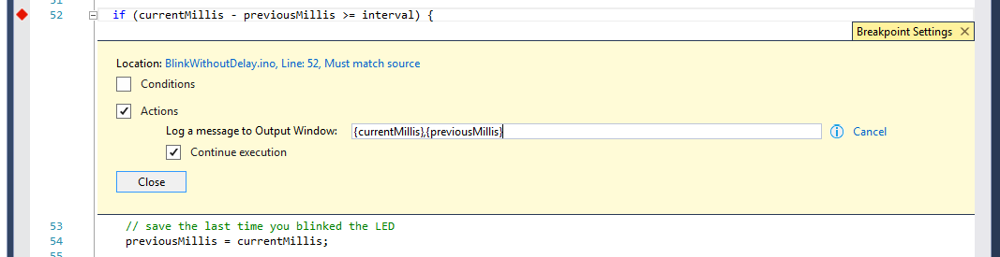 52 if (currentMillis - previousMillis >= interval) {
Breakpoint Settings
Location: BlinkWithoutDelay.ino, Line: 52, Must match source
Conditions
Actions
Log a message to Output Window: {currentMillis},{previousMillis} Cancel
Continue execution
Close
53 // save the last time you blinked the LED
54 previousMillis = currentMillis;